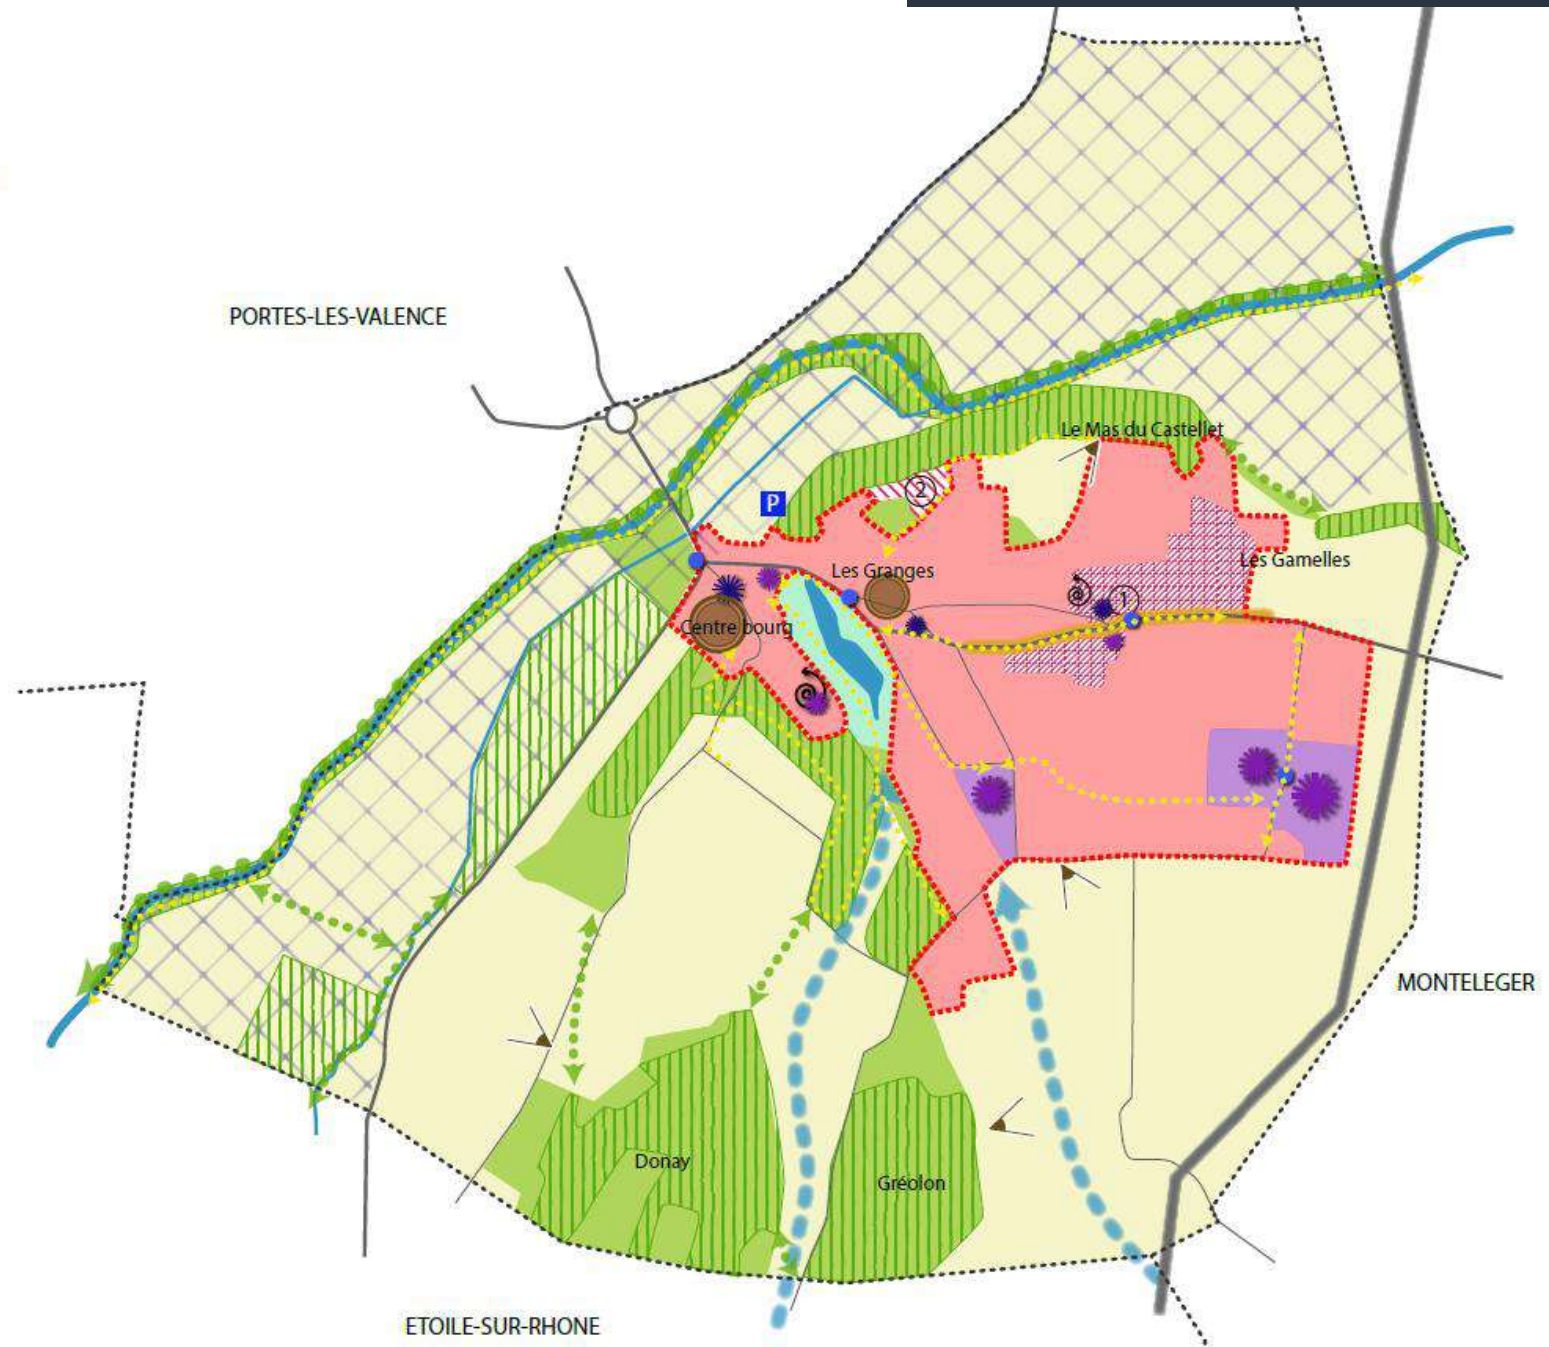 PORTES-LES-VALENCE
Le Mas du Castellet
2
P
Les Gamelles
Les Granges
1
Centre bourg
MONTELEGER
Donay
Gréolon
ETOILE-SUR-RHONE